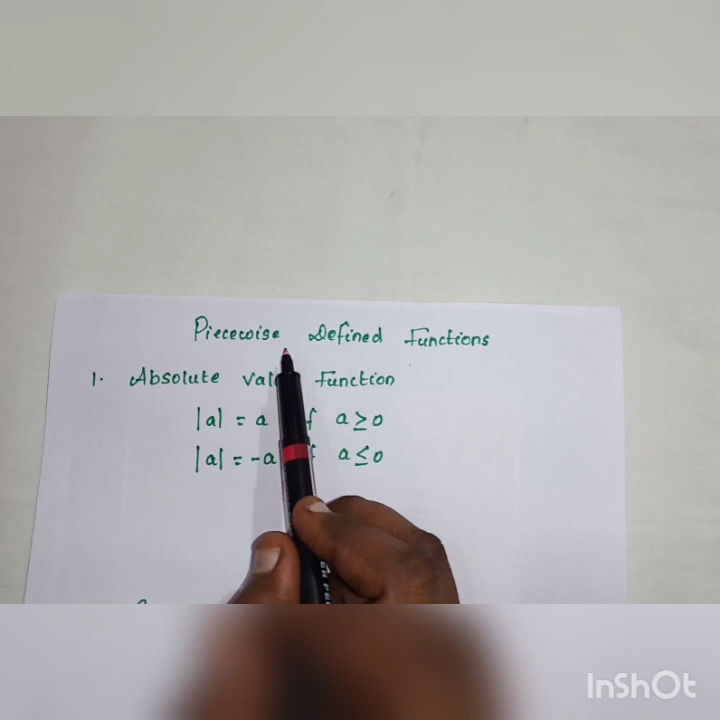 Piecewise Defined Functions
1. Absolute Function
|a| = a a ≥ 0
|a| = -a a ≤ 0
InShOt